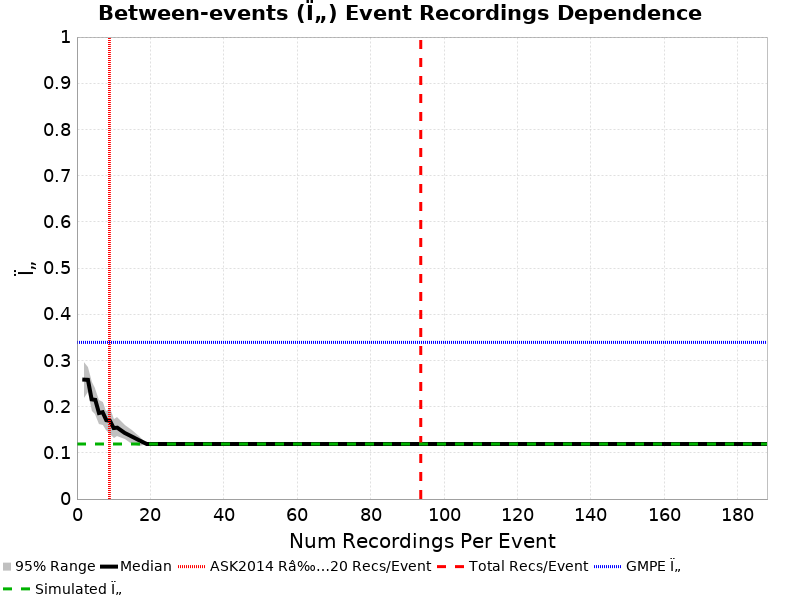 Between-events (Ï„) Event Recordings Dependence
1
0.9
0.8
0.7
0.6
0.5
0.4
0.3
0.2
0.1
0
Ï„
0 20 40 60 80 100 120 140 160 180
Num Recordings Per Event
95% Range Median ASK2014 Râ‰…20 Recs/Event Total Recs/Event GMPE Ï„
Simulated Ï„